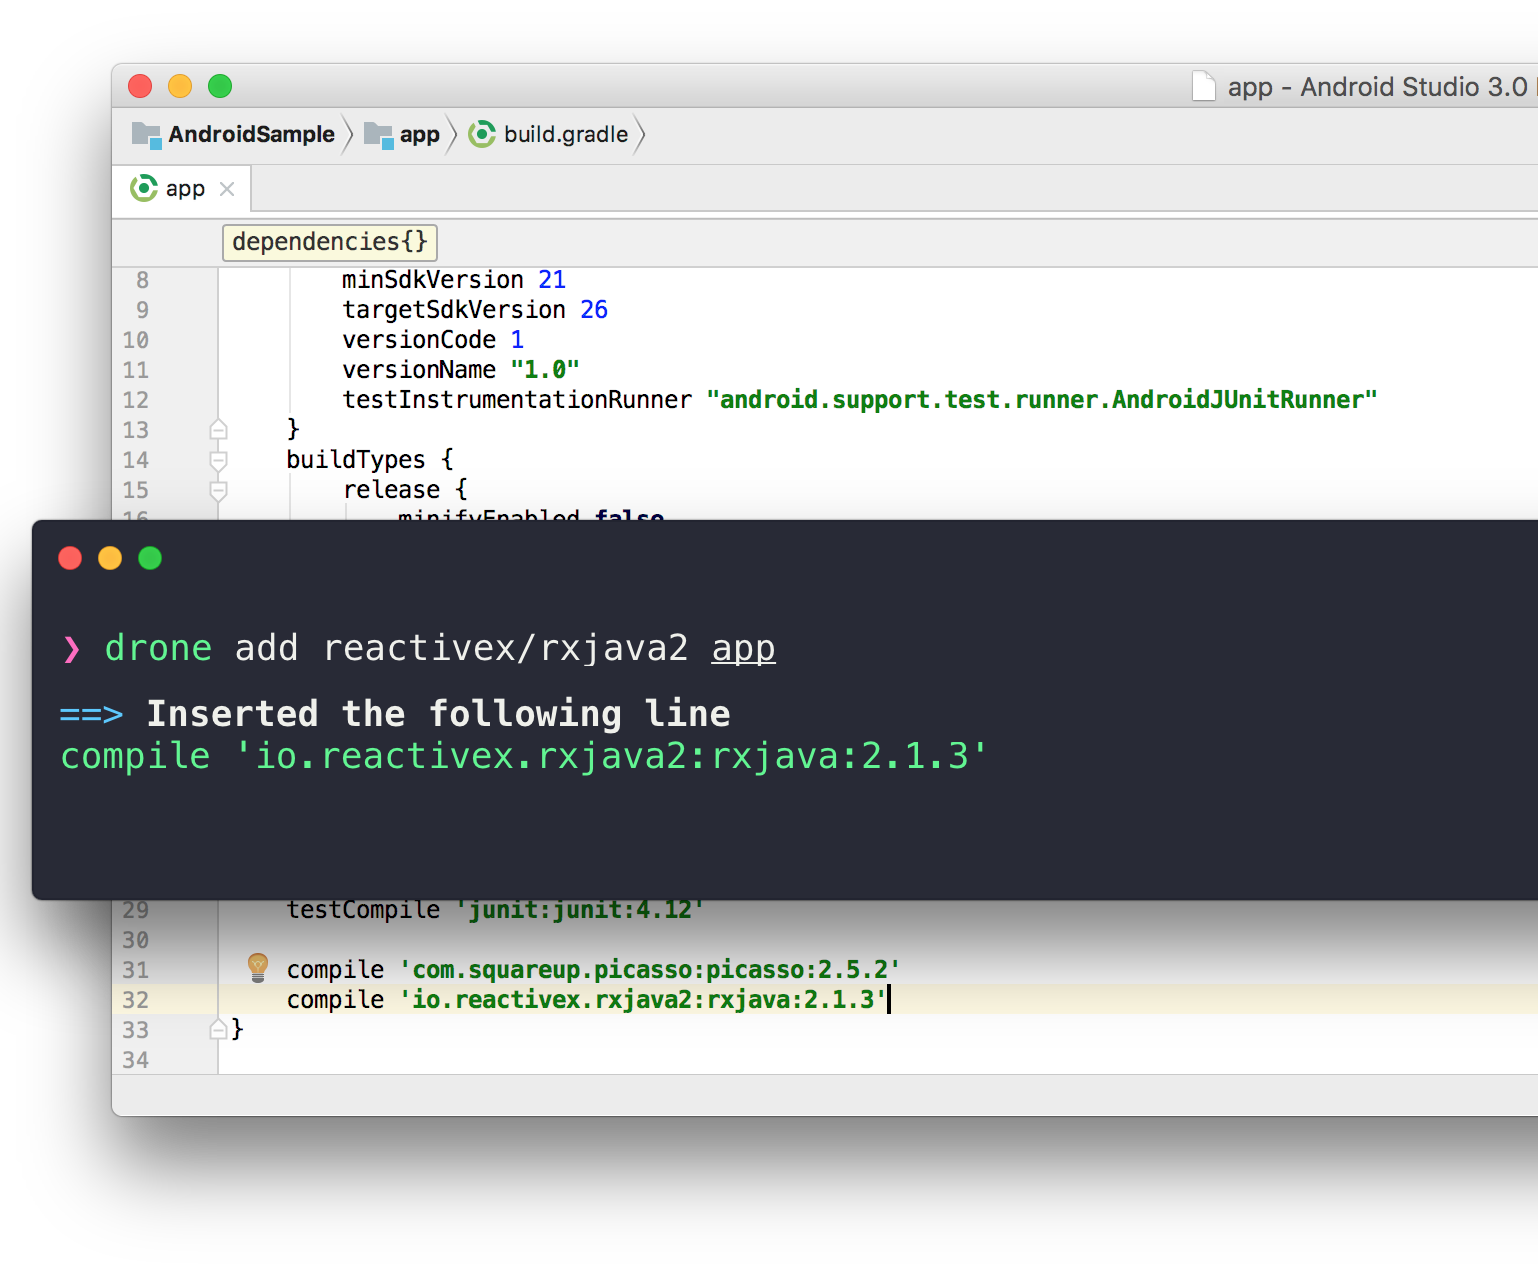 app - Android Studio 3.0
AndroidSample app build.gradle
app
dependencies{}
8 minSdkVersion 21
9 targetSdkVersion 26
10 versionCode 1
11 versionName "1.0"
12 testInstrumentationRunner "android.support.test.runner.AndroidJUnitRunner"
13 }
14 buildTypes {
15 release {
16 minifyEnabled false
❯ drone add reactivex/rxjava2 app
==> Inserted the following line
compile 'io.reactivex.rxjava2:rxjava:2.1.3'
29 testCompile 'junit:junit:4.12'
30
31 compile 'com.squareup.picasso:picasso:2.5.2'
32 compile 'io.reactivex.rxjava2:rxjava:2.1.3'
33 }
34